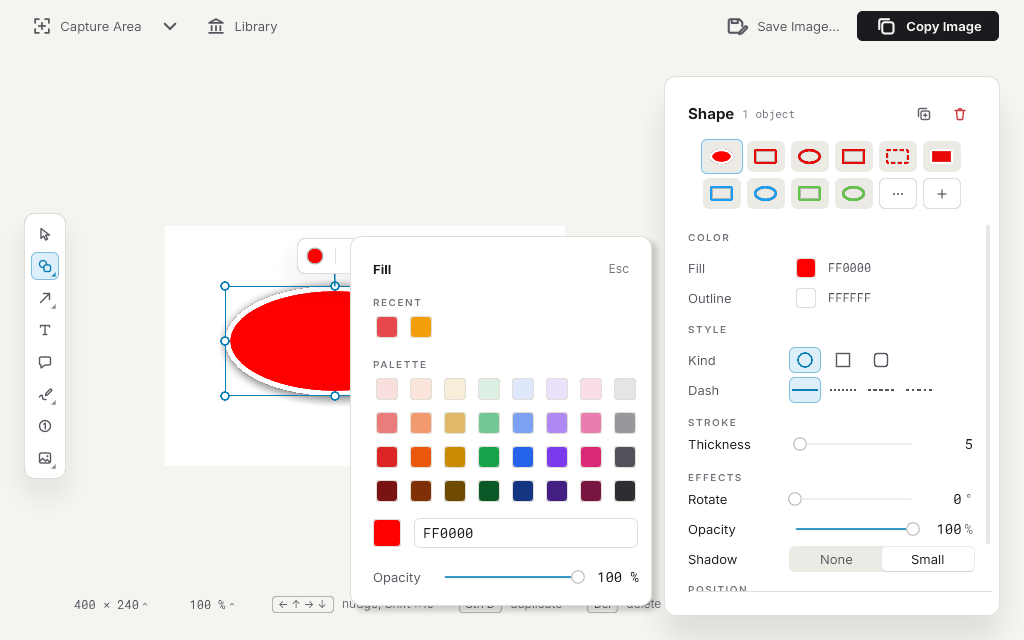 Capture Area
Library
Save Image...
Copy Image
Shape 1 object
COLOR
Fill FF0000
Outline FFFFFF
STYLE
Kind
Dash
STROKE
Thickness 5
EFFECTS
Rotate 0 °
Opacity 100 %
Shadow None Small
POSITION
Fill Esc
RECENT
PALETTE
FF0000
Opacity 100 %
400 × 240
100 %
delete